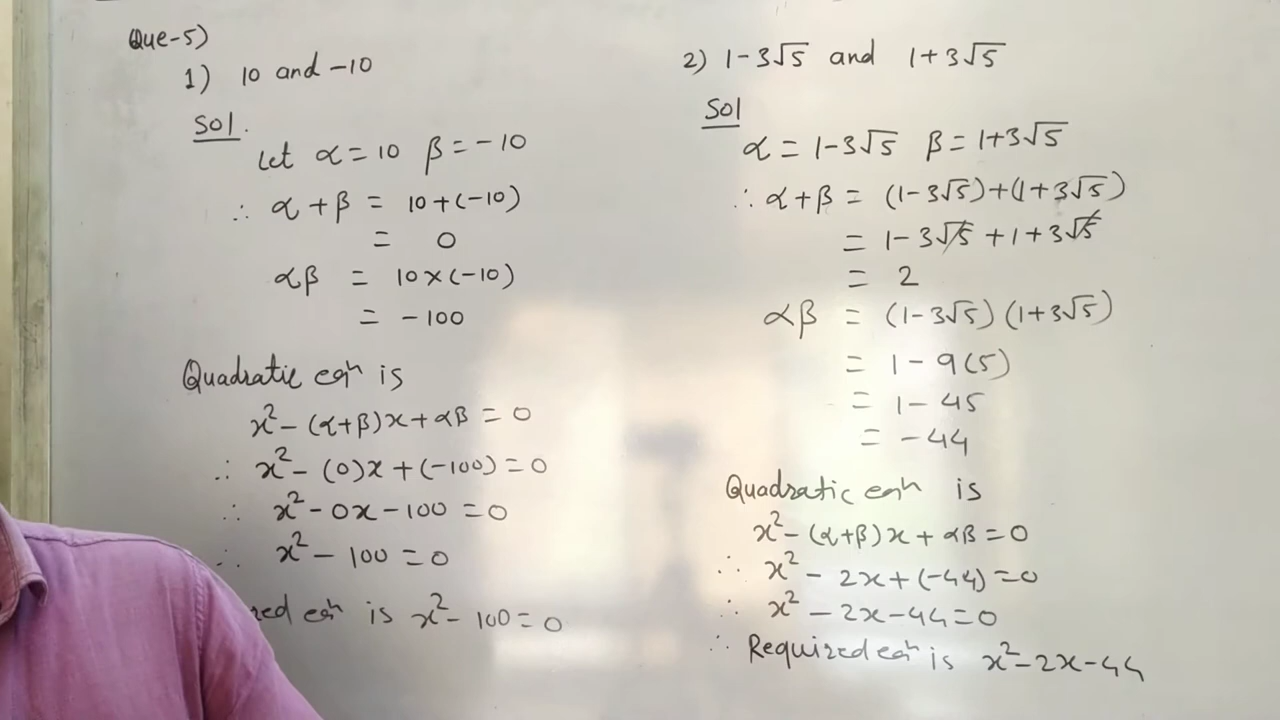 Que-5)
1) 10 and -10
Sol.
Let α = 10 β = -10
∴ α + β = 10+(-10)
= 0
αβ = 10×(-10)
= -100
Quadratic eqn is
x² - (α+β)x + αβ = 0
∴ x² - (0)x + (-100) = 0
∴ x² - 0x - 100 = 0
∴ x² - 100 = 0
eqn is x² - 100 = 0
2) 1-3√5 and 1+3√5
Sol
α = 1-3√5 β = 1+3√5
∴ α+β = (1-3√5)+(1+3√5)
= 1-3√5 +1+3√5
= 2
αβ = (1-3√5)(1+3√5)
= 1-9(5)
= 1-45
= -44
Quadratic eqn is
x² - (α+β)x + αβ = 0
∴ x² - 2x + (-44) = 0
∴ x² - 2x - 44 = 0
∴ Required eqn is x² - 2x - 44